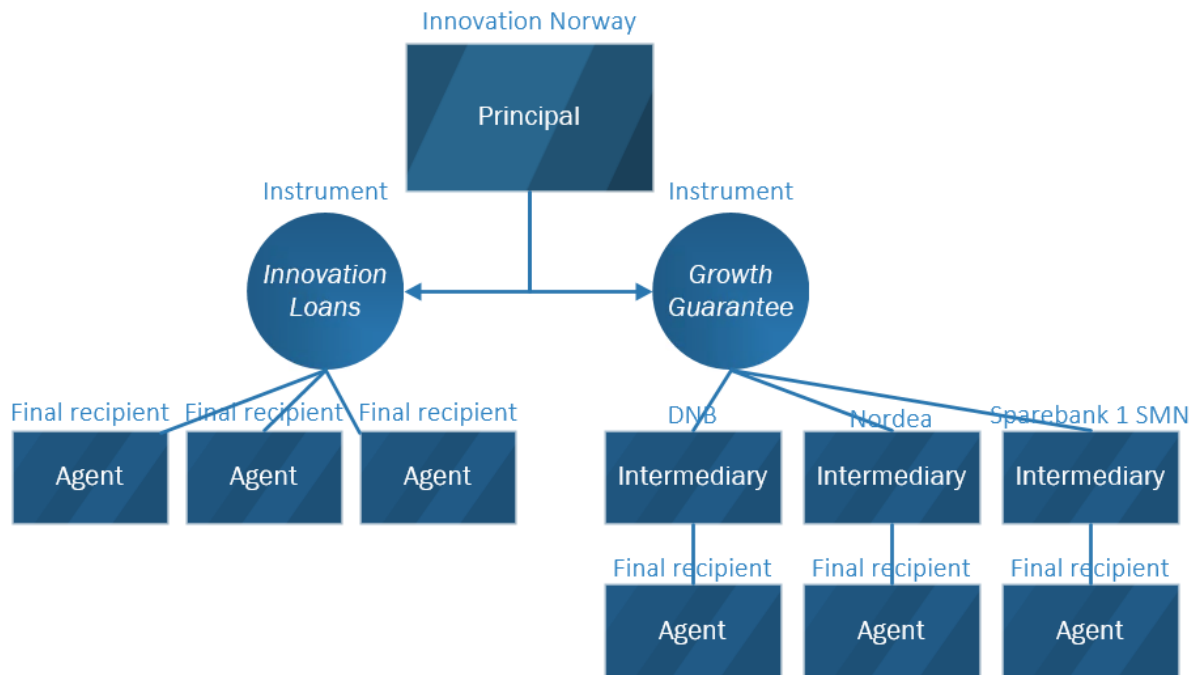 Innovation Norway
Principal
Instrument
Instrument
Innovation
Loans
Growth
Guarantee
Final recipient
Final recipient
Final recipient
DNB
Nordea
Sparebank 1 SMN
Agent
Agent
Agent
Intermediary
Intermediary
Intermediary
Final recipient
Final recipient
Final recipient
Agent
Agent
Agent